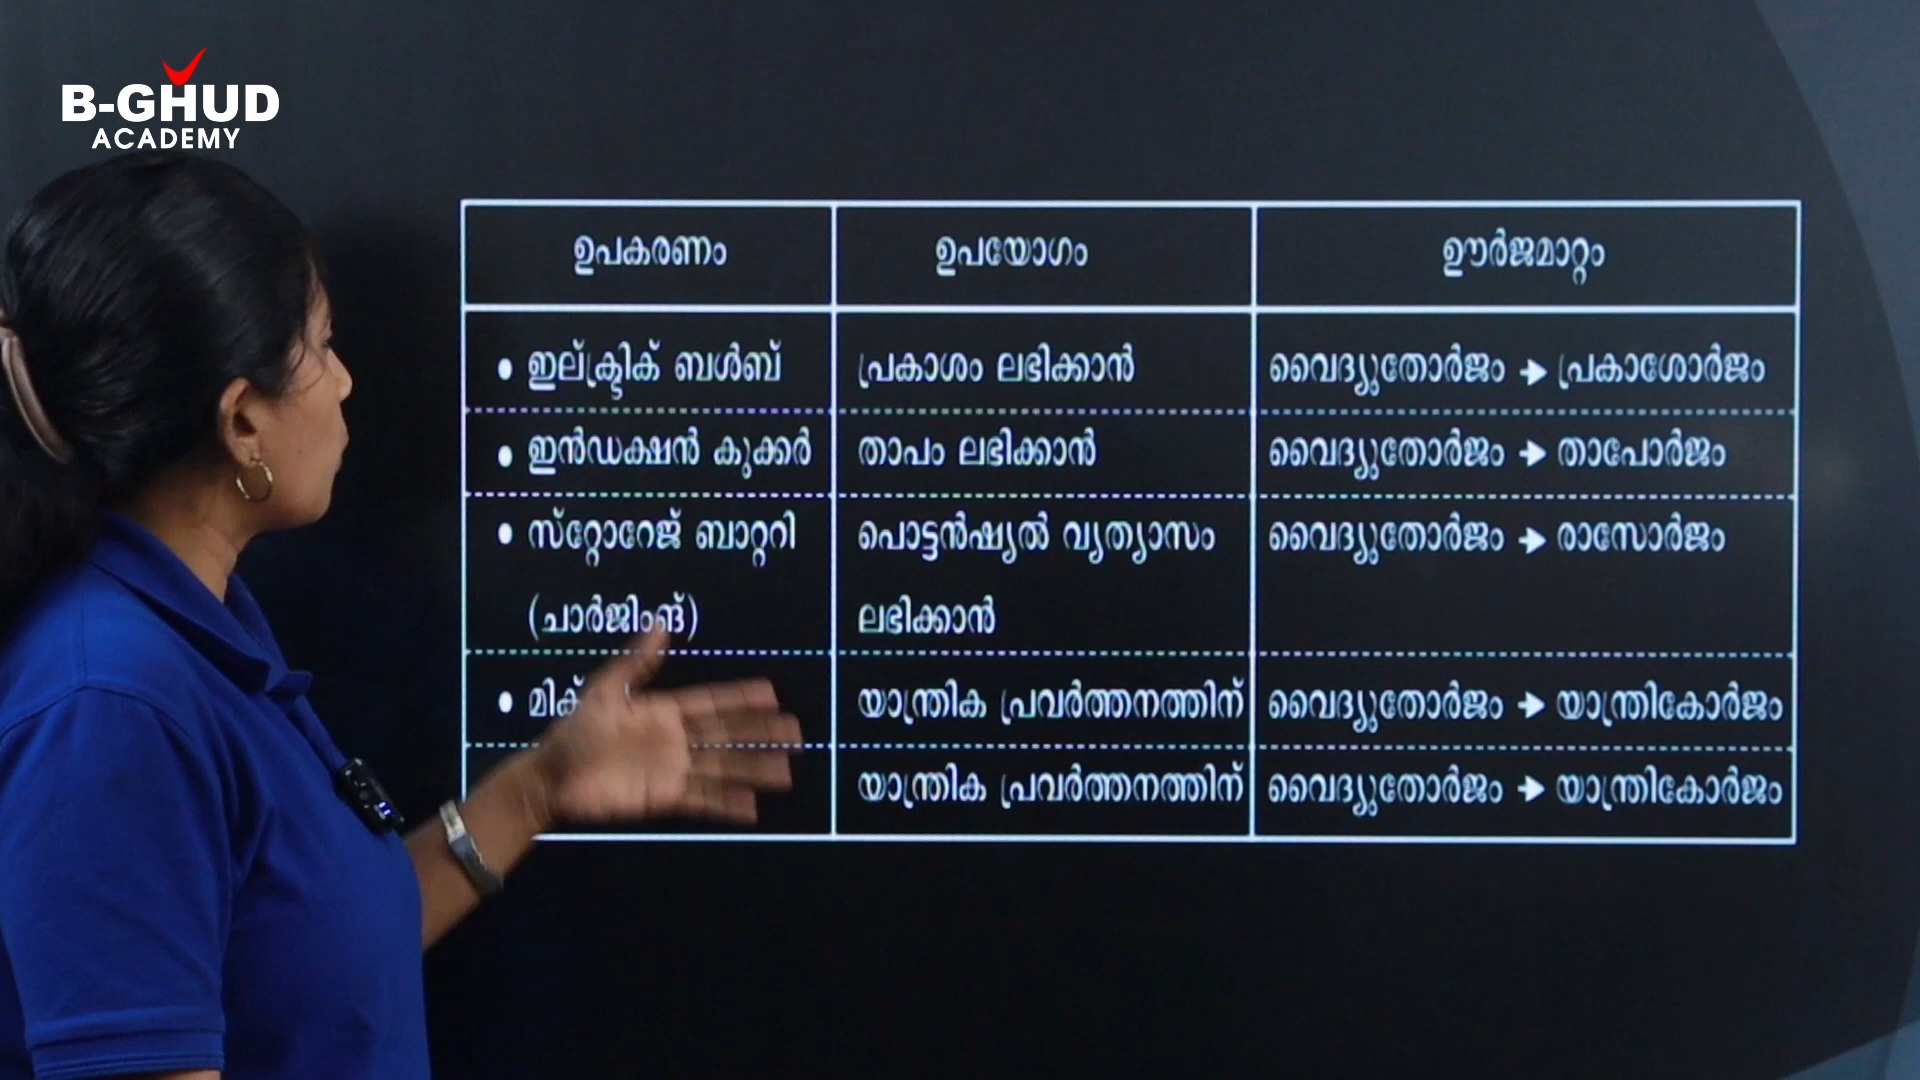 B-GHUD
ACADEMY
ഉപകരണം ഉപയോഗം ഊർജമാറ്റം
• ഇല്ക്ട്രിക് ബൾബ് പ്രകാശം ലഭിക്കാൻ വൈദ്യുതോർജം → പ്രകാശോർജം
• ഇൻഡക്ഷൻ കുക്കർ താപം ലഭിക്കാൻ വൈദ്യുതോർജം → താപോർജം
• സ്റ്റോറേജ് ബാറ്ററി പൊട്ടൻഷ്യൽ വ്യത്യാസം വൈദ്യുതോർജം → രാസോർജം
(ചാർജിംങ്) ലഭിക്കാൻ
• യാന്ത്രിക പ്രവർത്തനത്തിന് വൈദ്യുതോർജം → യാന്ത്രികോർജം
യാന്ത്രിക പ്രവർത്തനത്തിന് വൈദ്യുതോർജം → യാന്ത്രികോർജം